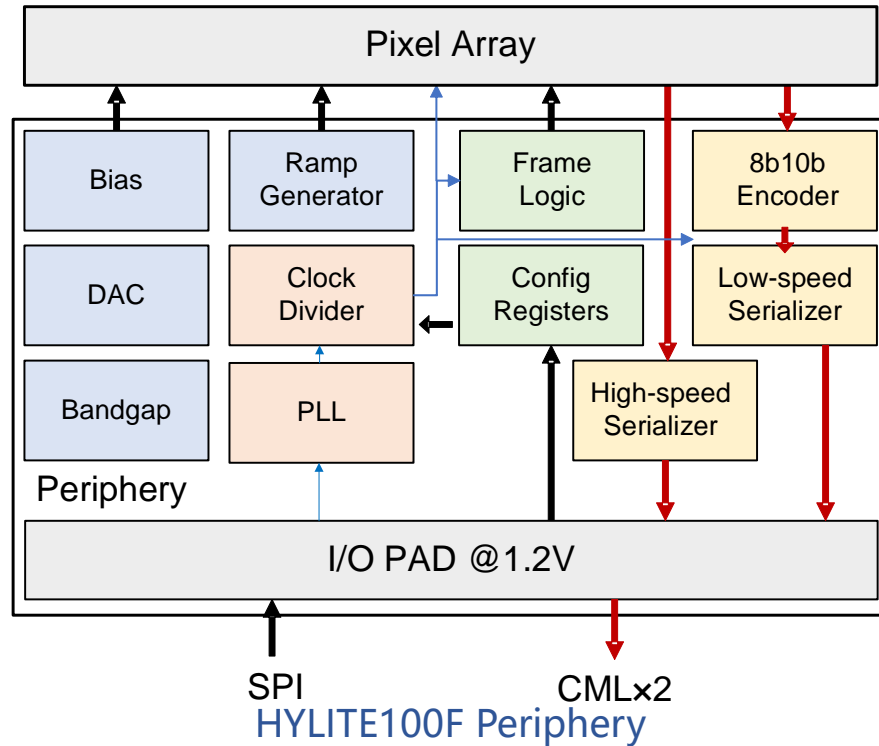 Pixel Array
Bias
Ramp
Generator
Frame
Logic
8b10b
Encoder
DAC
Clock
Divider
Config
Registers
Low-speed
Serializer
Bandgap
PLL
High-speed
Serializer
Periphery
I/O PAD @1.2V
SPI
CML×2
HYLITE100F Periphery